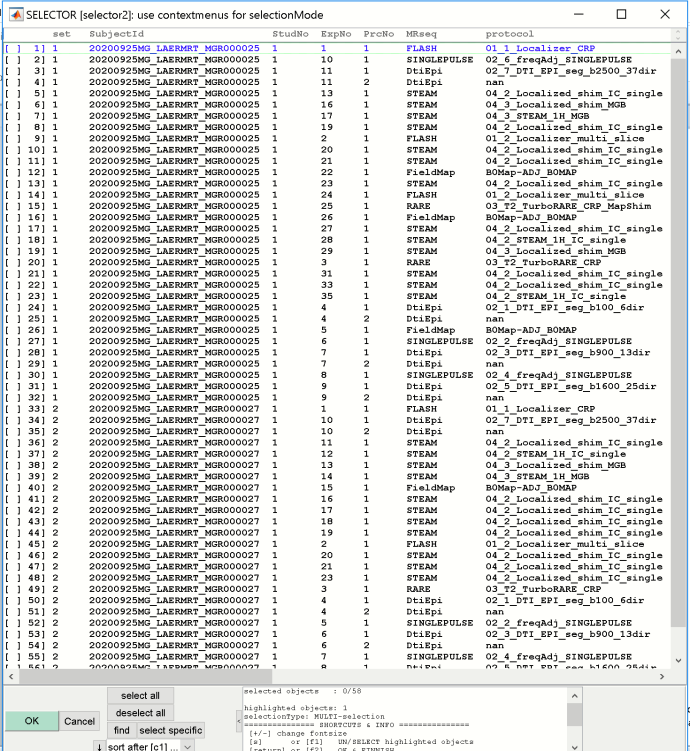 SELECTOR [selector2]: use contextmenus for selectionMode
set SubjectId StudNo ExpNo PrcNo MRseq protocol
[ ] 1] 1 20200925MG_LAERMRT_MGR000025 1 1 1 FLASH 01_1_Localizer_CRP
[ ] 2] 1 20200925MG_LAERMRT_MGR000025 1 10 1 SINGLEPULSE 02_6_freqAdj_SINGLEPULSE
[ ] 3] 1 20200925MG_LAERMRT_MGR000025 1 11 1 DtiEpi 02_7_DTI_EPI_seg_b2500_37dir
[ ] 4] 1 20200925MG_LAERMRT_MGR000025 1 11 2 DtiEpi nan
[ ] 5] 1 20200925MG_LAERMRT_MGR000025 1 13 1 STEAM 04_2_Localized_shim_IC_single
[ ] 6] 1 20200925MG_LAERMRT_MGR000025 1 16 1 STEAM 04_3_Localized_shim_MGB
[ ] 7] 1 20200925MG_LAERMRT_MGR000025 1 17 1 STEAM 04_3_STEAM_1H_MGB
[ ] 8] 1 20200925MG_LAERMRT_MGR000025 1 19 1 STEAM 04_2_Localized_shim_IC_single
[ ] 9] 1 20200925MG_LAERMRT_MGR000025 1 2 1 FLASH 01_2_Localizer_multi_slice
[ ] 10] 1 20200925MG_LAERMRT_MGR000025 1 20 1 STEAM 04_2_Localized_shim_IC_single
[ ] 11] 1 20200925MG_LAERMRT_MGR000025 1 21 1 STEAM 04_2_Localized_shim_IC_single
[ ] 12] 1 20200925MG_LAERMRT_MGR000025 1 22 1 FieldMap B0Map-ADJ_B0MAP
[ ] 13] 1 20200925MG_LAERMRT_MGR000025 1 23 1 STEAM 04_2_Localized_shim_IC_single
[ ] 14] 1 20200925MG_LAERMRT_MGR000025 1 24 1 FLASH 01_2_Localizer_multi_slice
[ ] 15] 1 20200925MG_LAERMRT_MGR000025 1 25 1 RARE 03_T2_TurboRARE_CRP_MapShim
[ ] 16] 1 20200925MG_LAERMRT_MGR000025 1 26 1 FieldMap B0Map-ADJ_B0MAP
[ ] 17] 1 20200925MG_LAERMRT_MGR000025 1 27 1 STEAM 04_2_Localized_shim_IC_single
[ ] 18] 1 20200925MG_LAERMRT_MGR000025 1 28 1 STEAM 04_2_STEAM_1H_IC_single
[ ] 19] 1 20200925MG_LAERMRT_MGR000025 1 29 1 STEAM 04_3_Localized_shim_MGB
[ ] 20] 1 20200925MG_LAERMRT_MGR000025 1 3 1 RARE 03_T2_TurboRARE_CRP
[ ] 21] 1 20200925MG_LAERMRT_MGR000025 1 31 1 STEAM 04_2_Localized_shim_IC_single
[ ] 22] 1 20200925MG_LAERMRT_MGR000025 1 33 1 STEAM 04_2_Localized_shim_IC_single
[ ] 23] 1 20200925MG_LAERMRT_MGR000025 1 35 1 STEAM 04_2_STEAM_1H_IC_single
[ ] 24] 1 20200925MG_LAERMRT_MGR000025 1 4 1 DtiEpi 02_1_DTI_EPI_seg_b100_6dir
[ ] 25] 1 20200925MG_LAERMRT_MGR000025 1 4 2 DtiEpi nan
[ ] 26] 1 20200925MG_LAERMRT_MGR000025 1 5 1 FieldMap B0Map-ADJ_B0MAP
[ ] 27] 1 20200925MG_LAERMRT_MGR000025 1 6 1 SINGLEPULSE 02_2_freqAdj_SINGLEPULSE
[ ] 28] 1 20200925MG_LAERMRT_MGR000025 1 7 1 DtiEpi 02_3_DTI_EPI_seg_b900_13dir
[ ] 29] 1 20200925MG_LAERMRT_MGR000025 1 7 2 DtiEpi nan
[ ] 30] 1 20200925MG_LAERMRT_MGR000025 1 8 1 SINGLEPULSE 02_4_freqAdj_SINGLEPULSE
[ ] 31] 1 20200925MG_LAERMRT_MGR000025 1 9 1 DtiEpi 02_5_DTI_EPI_seg_b1600_25dir
[ ] 32] 1 20200925MG_LAERMRT_MGR000025 1 9 2 DtiEpi nan
[ ] 33] 2 20200925MG_LAERMRT_MGR000027 1 1 1 FLASH 01_1_Localizer_CRP
[ ] 34] 2 20200925MG_LAERMRT_MGR000027 1 10 1 DtiEpi 02_7_DTI_EPI_seg_b2500_37dir
[ ] 35] 2 20200925MG_LAERMRT_MGR000027 1 10 2 DtiEpi nan
[ ] 36] 2 20200925MG_LAERMRT_MGR000027 1 11 1 STEAM 04_2_Localized_shim_IC_single
[ ] 37] 2 20200925MG_LAERMRT_MGR000027 1 12 1 STEAM 04_2_STEAM_1H_IC_single
[ ] 38] 2 20200925MG_LAERMRT_MGR000027 1 13 1 STEAM 04_3_Localized_shim_MGB
[ ] 39] 2 20200925MG_LAERMRT_MGR000027 1 14 1 STEAM 04_3_STEAM_1H_MGB
[ ] 40] 2 20200925MG_LAERMRT_MGR000027 1 15 1 FieldMap B0Map-ADJ_B0MAP
[ ] 41] 2 20200925MG_LAERMRT_MGR000027 1 16 1 STEAM 04_2_Localized_shim_IC_single
[ ] 42] 2 20200925MG_LAERMRT_MGR000027 1 17 1 STEAM 04_2_Localized_shim_IC_single
[ ] 43] 2 20200925MG_LAERMRT_MGR000027 1 18 1 STEAM 04_2_Localized_shim_IC_single
[ ] 44] 2 20200925MG_LAERMRT_MGR000027 1 19 1 STEAM 04_2_Localized_shim_IC_single
[ ] 45] 2 20200925MG_LAERMRT_MGR000027 1 2 1 FLASH 01_2_Localizer_multi_slice
[ ] 46] 2 20200925MG_LAERMRT_MGR000027 1 20 1 STEAM 04_2_Localized_shim_IC_single
[ ] 47] 2 20200925MG_LAERMRT_MGR000027 1 21 1 STEAM 04_2_Localized_shim_IC_single
[ ] 48] 2 20200925MG_LAERMRT_MGR000027 1 23 1 STEAM 04_2_Localized_shim_IC_single
[ ] 49] 2 20200925MG_LAERMRT_MGR000027 1 3 1 RARE 03_T2_TurboRARE_CRP
[ ] 50] 2 20200925MG_LAERMRT_MGR000027 1 4 1 DtiEpi 02_1_DTI_EPI_seg_b100_6dir
[ ] 51] 2 20200925MG_LAERMRT_MGR000027 1 4 2 DtiEpi nan
[ ] 52] 2 20200925MG_LAERMRT_MGR000027 1 5 1 SINGLEPULSE 02_2_freqAdj_SINGLEPULSE
[ ] 53] 2 20200925MG_LAERMRT_MGR000027 1 6 1 DtiEpi 02_3_DTI_EPI_seg_b900_13dir
[ ] 54] 2 20200925MG_LAERMRT_MGR000027 1 6 2 DtiEpi nan
[ ] 55] 2 20200925MG_LAERMRT_MGR000027 1 7 1 SINGLEPULSE 02_4_freqAdj_SINGLEPULSE
[ ] 56] 2 20200925MG_LAERMRT_MGR000027 1 8 1 DtiEpi 02_5_DTI_EPI_seg_b1600_25dir
OK
Cancel
select all
deselect all
find
select specific
sort after [c1] ...
selected objects : 0/58
highlighted objects: 1
selectionType: MULTI-selection
============== SHORTCUTS & INFO ==============
[+/-] change fontsize
[s] or [f1] UN/SELECT highlighted objects
[return] or [f2] OK & FINISH